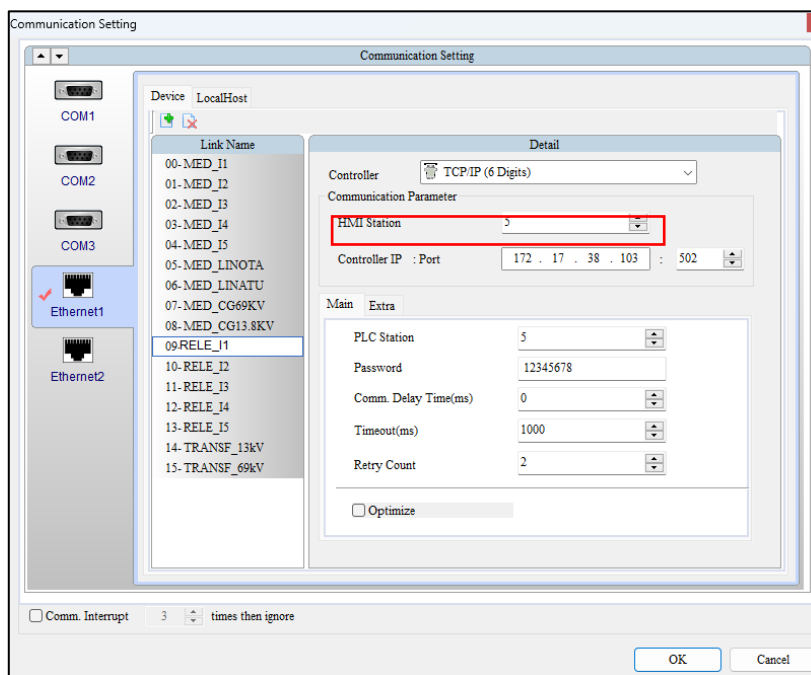 Communication Setting
Communication Setting
COM1
COM2
COM3
Ethernet1
Ethernet2
Device LocalHost
Link Name
00-MED_I1
01-MED_I2
02-MED_I3
03-MED_I4
04-MED_I5
05-MED_LINOTA
06-MED_LINATU
07-MED_CG69KV
08-MED_CG13.8KV
09-RELE_I1
10-RELE_I2
11-RELE_I3
12-RELE_I4
13-RELE_I5
14-TRANSF_13kV
15-TRANSF_69kV
Detail
Controller TCP/IP (6 Digits)
Communication Parameter
HMI Station 5
Controller IP : Port 172 . 17 . 38 . 103 : 502
Main Extra
PLC Station 5
Password 12345678
Comm. Delay Time(ms) 0
Timeout(ms) 1000
Retry Count 2
Optimize
Comm. Interrupt 3 times then ignore
OK Cancel